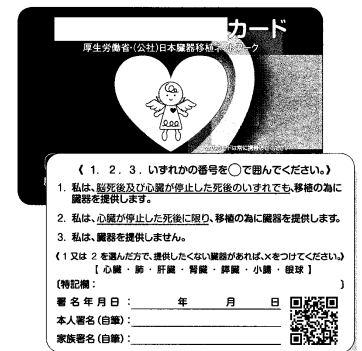 カード
厚生労働省・(公社)日本臓器移植ネットワーク
《 1. 2. 3. いずれかの番号を○で囲んでください。》
1. 私は、脳死後及び心臓が停止した死後のいずれでも、移植の為に
臓器を提供します。
2. 私は、心臓が停止した死後に限り、移植の為に臓器を提供します。
3. 私は、臓器を提供しません。
《1又は2を選んだ方で、提供したくない臓器があれば、×をつけてください。》
【 心臓・肺・肝臓・腎臓・膵臓・小腸・眼球 】
〔特記欄: 〕
署名年月日: 年 月 日
本人署名(自筆):
家族署名(自筆):